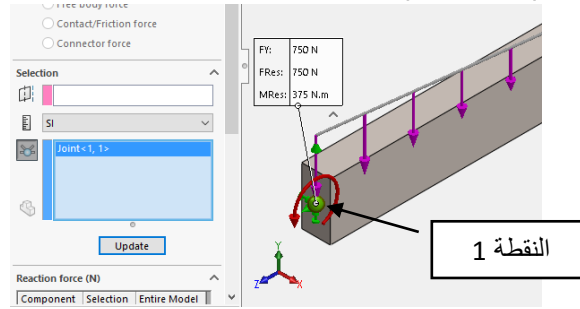 Free body force
Contact/Friction force
Connector force
Selection
SI
Joint<1, 1>
Update
Reaction force (N)
Component Selection Entire Model
FY: 750 N
FRes: 750 N
MRes: 375 N.m
النقطة 1
Y
Z X